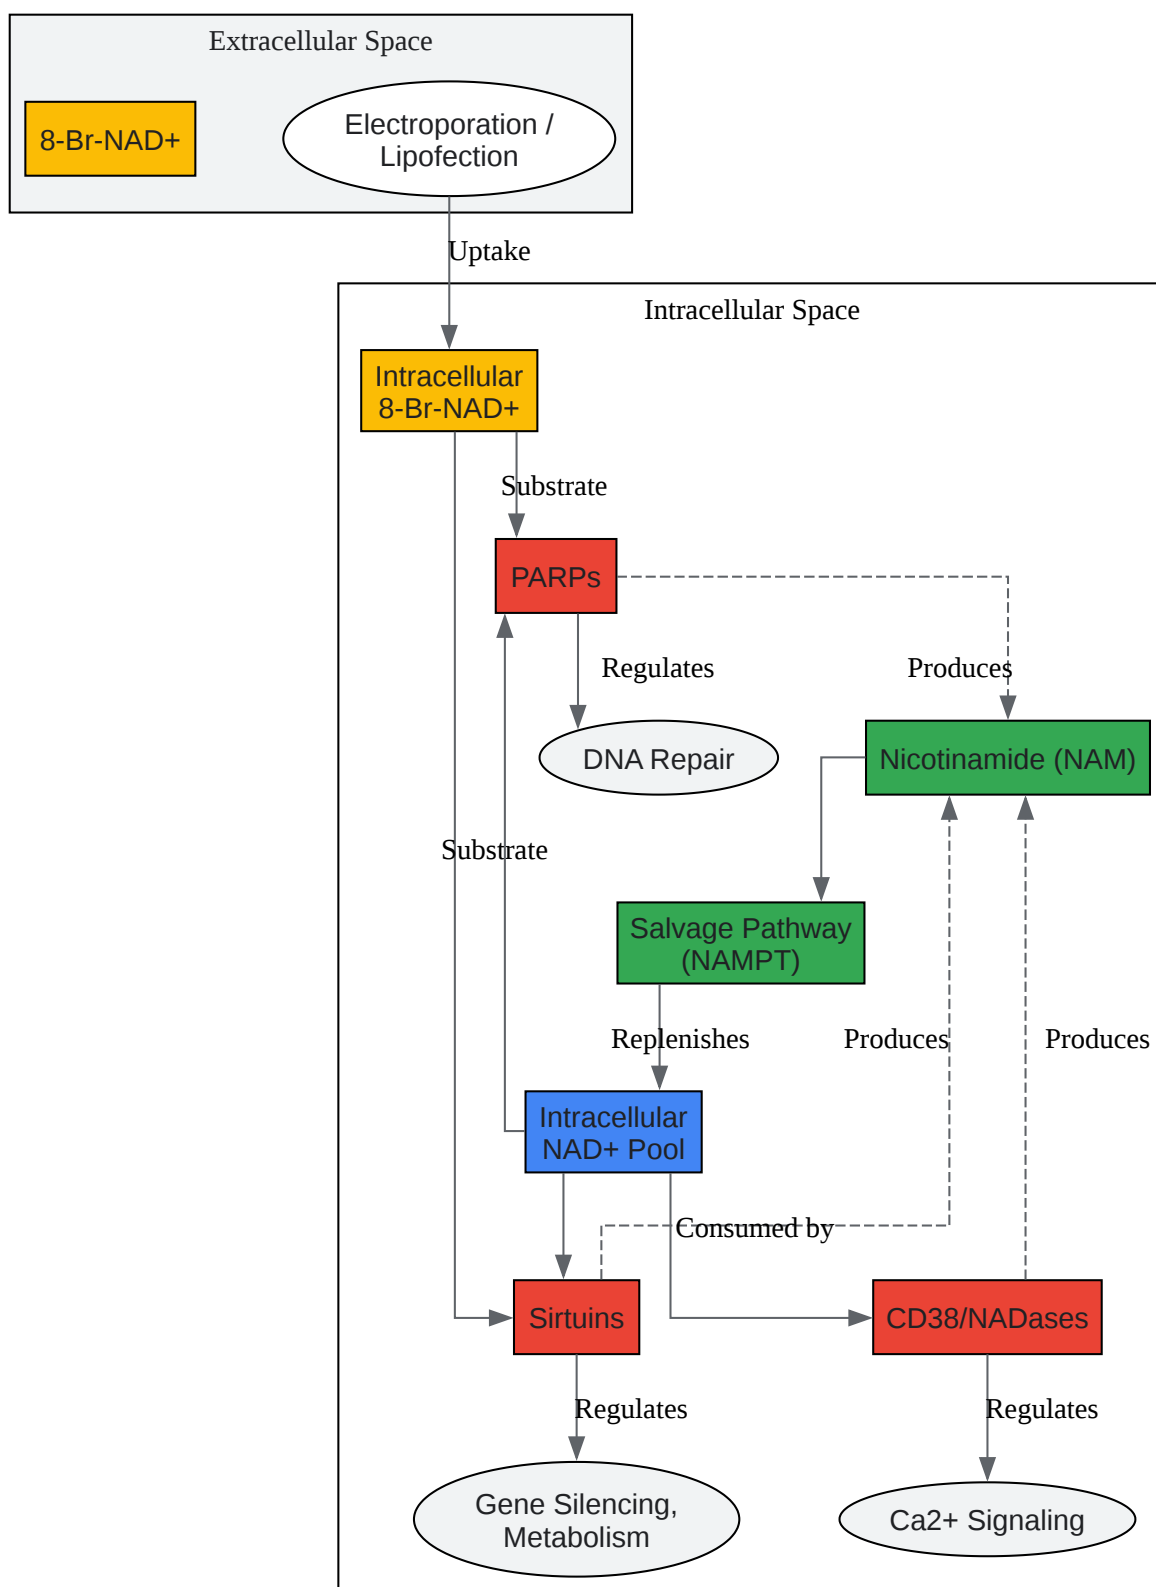 Extracellular Space
8-Br-NAD+
Electroporation /
Lipofection
Uptake
Intracellular Space
Intracellular
8-Br-NAD+
Substrate
PARPs
Regulates
Produces
DNA Repair
Nicotinamide (NAM)
Substrate
Salvage Pathway
(NAMPT)
Replenishes
Produces
Produces
Intracellular
NAD+ Pool
Consumed by
Sirtuins
CD38/NADases
Regulates
Regulates
Gene Silencing,
Metabolism
Ca2+ Signaling